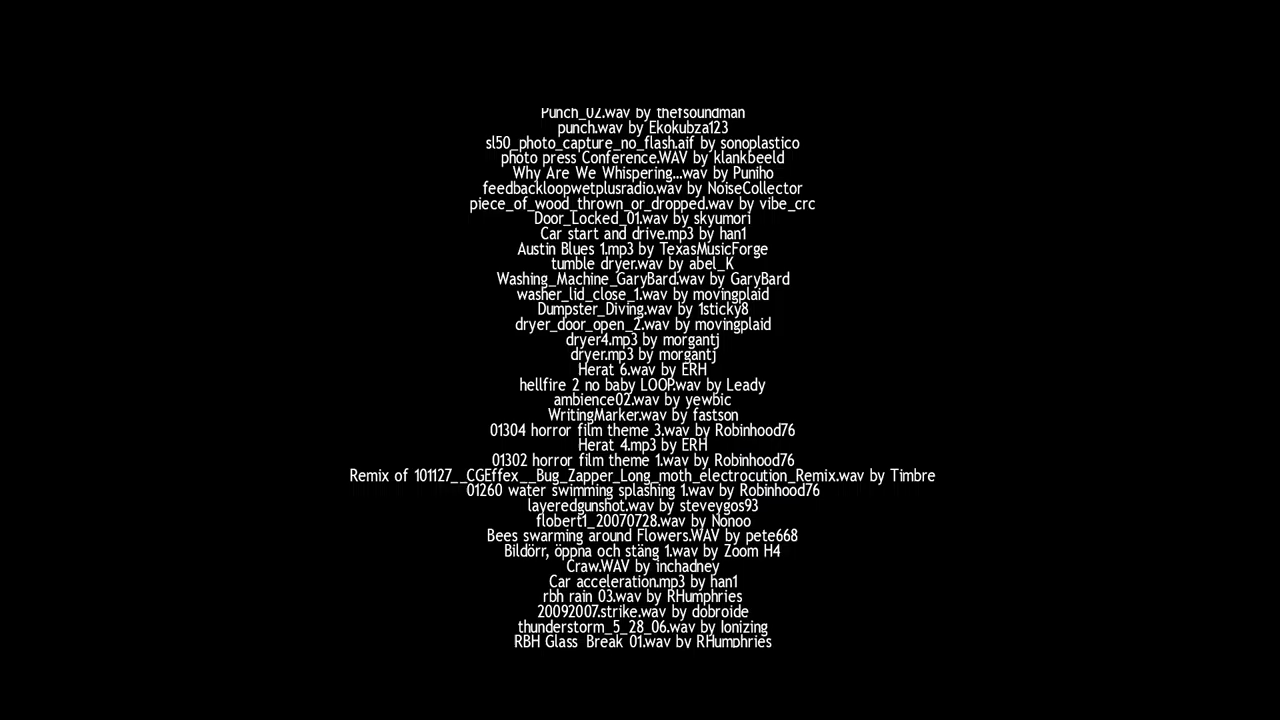 Punch_02.wav by thefsoundman
punch.wav by Ekokubza123
sl50_photo_capture_no_flash.aif by sonoplastico
photo press Conference.WAV by klankbeeld
Why Are We Whispering...wav by Puniho
feedbackloopwetplusradio.wav by NoiseCollector
piece_of_wood_thrown_or_dropped.wav by vibe_crc
Door_Locked_01.wav by skyumori
Car start and drive.mp3 by han1
Austin Blues 1.mp3 by TexasMusicForge
tumble dryer.wav by abel_K
Washing_Machine_GaryBard.wav by GaryBard
washer_lid_close_1.wav by movingplaid
Dumpster_Diving.wav by 1sticky8
dryer_door_open_2.wav by movingplaid
dryer4.mp3 by morgantj
dryer.mp3 by morgantj
Herat 6.wav by ERH
hellfire 2 no baby LOOP.wav by Leady
ambience02.wav by yewbic
WritingMarker.wav by fastson
01304 horror film theme 3.wav by Robinhood76
Herat 4.mp3 by ERH
01302 horror film theme 1.wav by Robinhood76
Remix of 101127__CGEffex__Bug_Zapper_Long_moth_electrocution_Remix.wav by Timbre
01260 water swimming splashing 1.wav by Robinhood76
layeredgunshot.wav by steveygos93
flobert1_20070728.wav by Nonoo
Bees swarming around Flowers.WAV by pete668
Bildörr, öppna och stäng 1.wav by Zoom H4
Craw.WAV by inchadney
Car acceleration.mp3 by han1
rbh rain 03.wav by RHumphries
20092007.strike.wav by dobroide
thunderstorm_5_28_06.wav by Ionizing
RBH Glass_Break 01.wav by RHumphries